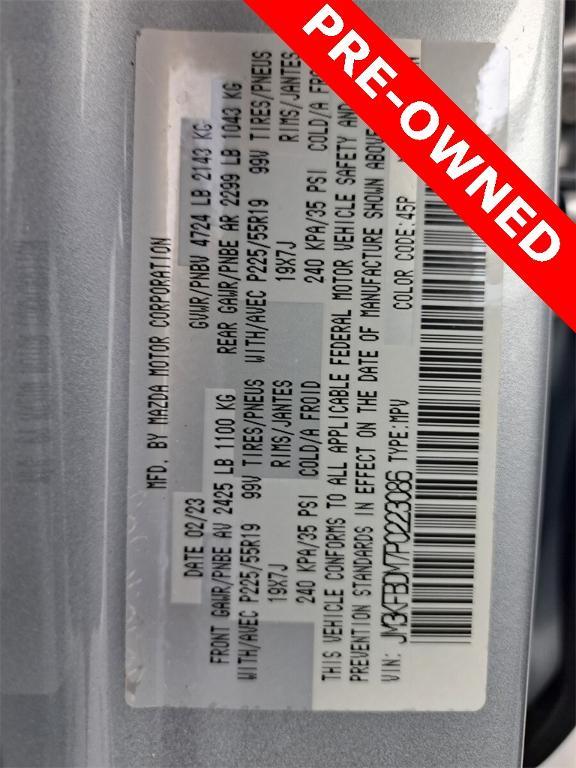 PRE-OWNED
MFD. BY MAZDA MOTOR CORPORATION
DATE 02/23 GVWR/PNBV 4724 LB 2143 KG
FRONT GAWR/PNBE AV 2425 LB 1100 KG REAR GAWR/PNBE AR 2299 LB 1043 KG
WITH/AVEC P225/55R19 99V TIRES/PNEUS WITH/AVEC P225/55R19 99V TIRES/PNEUS
19X7J RIMS/JANTES 19X7J RIMS/JANTES
240 KPA/35 PSI COLD/A FROID 240 KPA/35 PSI COLD/A FRO
THIS VEHICLE CONFORMS TO ALL APPLICABLE FEDERAL MOTOR VEHICLE SAFETY AND
PREVENTION STANDARDS IN EFFECT ON THE DATE OF MANUFACTURE SHOWN ABOVE
VIN: JM3KFBDM7P0223086 TYPE:MPV COLOR CODE:45P